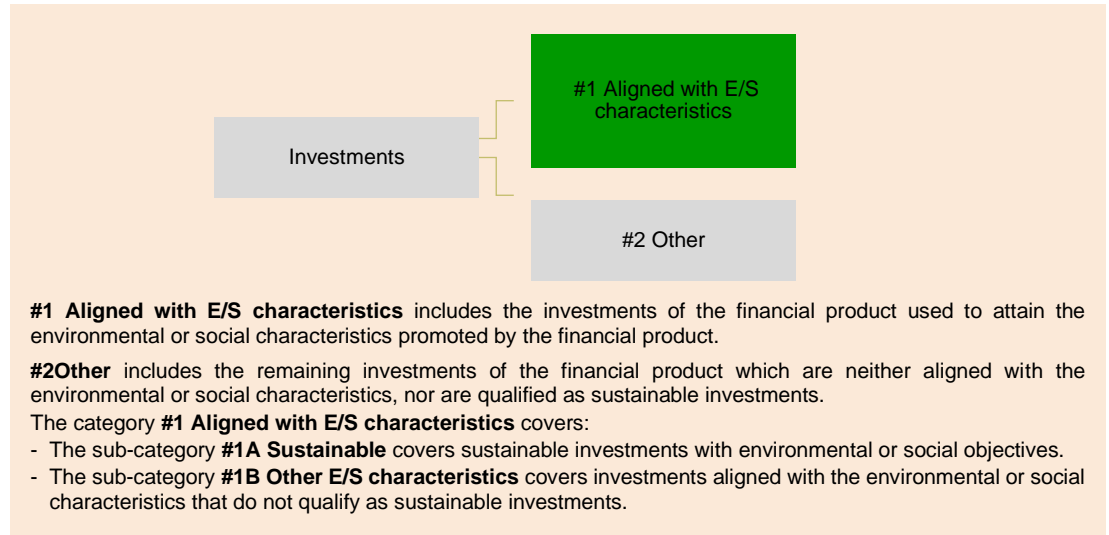 #1 Aligned with E/S
characteristics
Investments
#2 Other
#1 Aligned with E/S characteristics includes the investments of the financial product used to attain the
environmental or social characteristics promoted by the financial product.
#2Other includes the remaining investments of the financial product which are neither aligned with the
environmental or social characteristics, nor are qualified as sustainable investments.
The category #1 Aligned with E/S characteristics covers:
- The sub-category #1A Sustainable covers sustainable investments with environmental or social objectives.
- The sub-category #1B Other E/S characteristics covers investments aligned with the environmental or social
characteristics that do not qualify as sustainable investments.